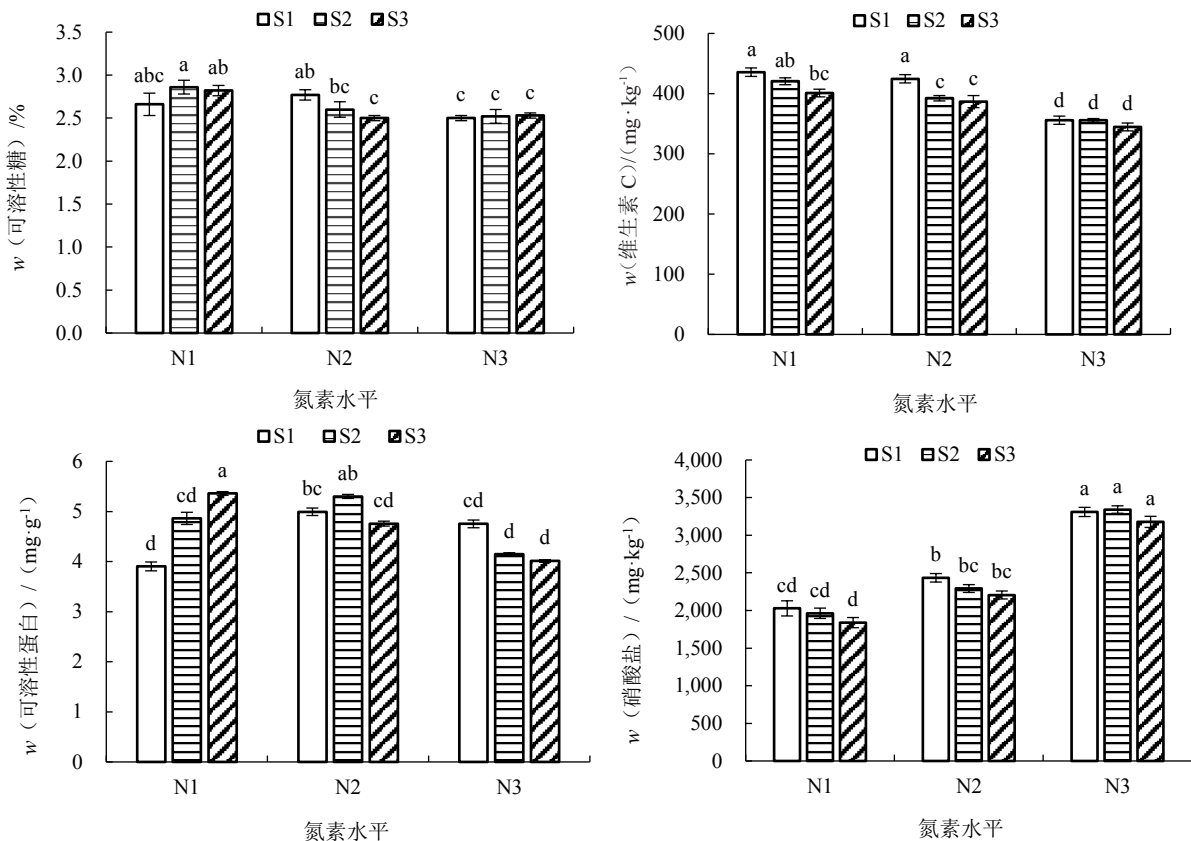 S1 S2 S3
3.5
3.0
2.5
2.0
1.5
1.0
0.5
0.0
w（可溶性糖）/%
abc a ab
ab bc c
c c c
N1 N2 N3
氮素水平
S1 S2 S3
500
400
300
200
100
0
w(维生素 C)/(mg·kg-1)
a ab bc
a c c
d d d
N1 N2 N3
氮素水平
S1 S2 S3
6
5
4
3
2
1
0
w（可溶性蛋白）/（mg·g-1）
d cd a
bc ab cd
cd d d
N1 N2 N3
氮素水平
S1 S2 S3
4,000
3,500
3,000
2,500
2,000
1,500
1,000
500
0
w（硝酸盐）/（mg·kg-1）
cd cd d
b bc bc
a a a
N1 N2 N3
氮素水平